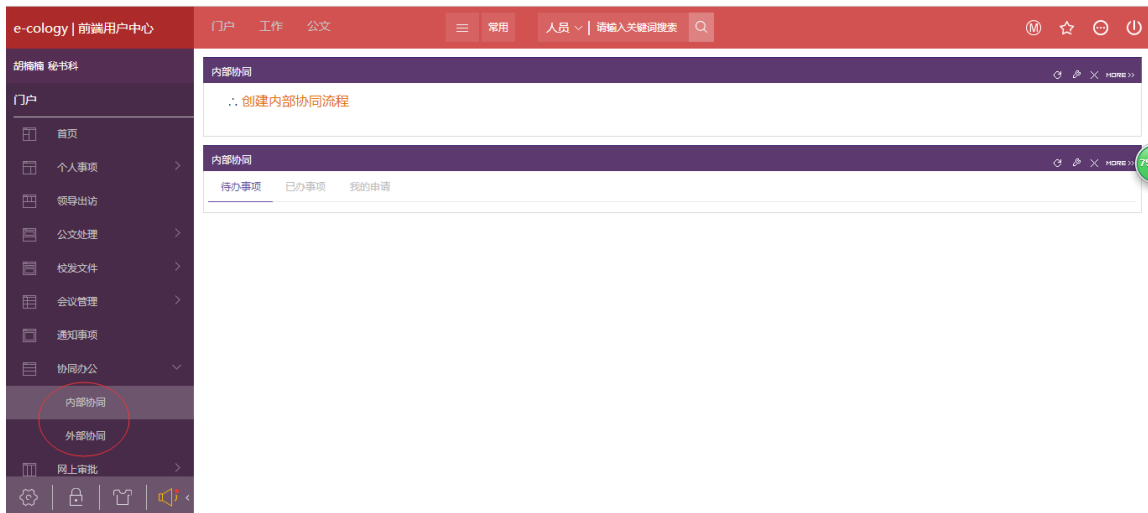 e-cology | 前端用户中心
门户 工作 公文 常用 人员 请输入关键词搜索 M
胡楠楠 秘书科
门户
首页
个人事项
领导出访
公文处理
校发文件
会议管理
通知事项
协同办公
内部协同
外部协同
网上审批
内部协同 MORE>>
∴ 创建内部协同流程
内部协同 MORE>>
待办事项 已办事项 我的申请